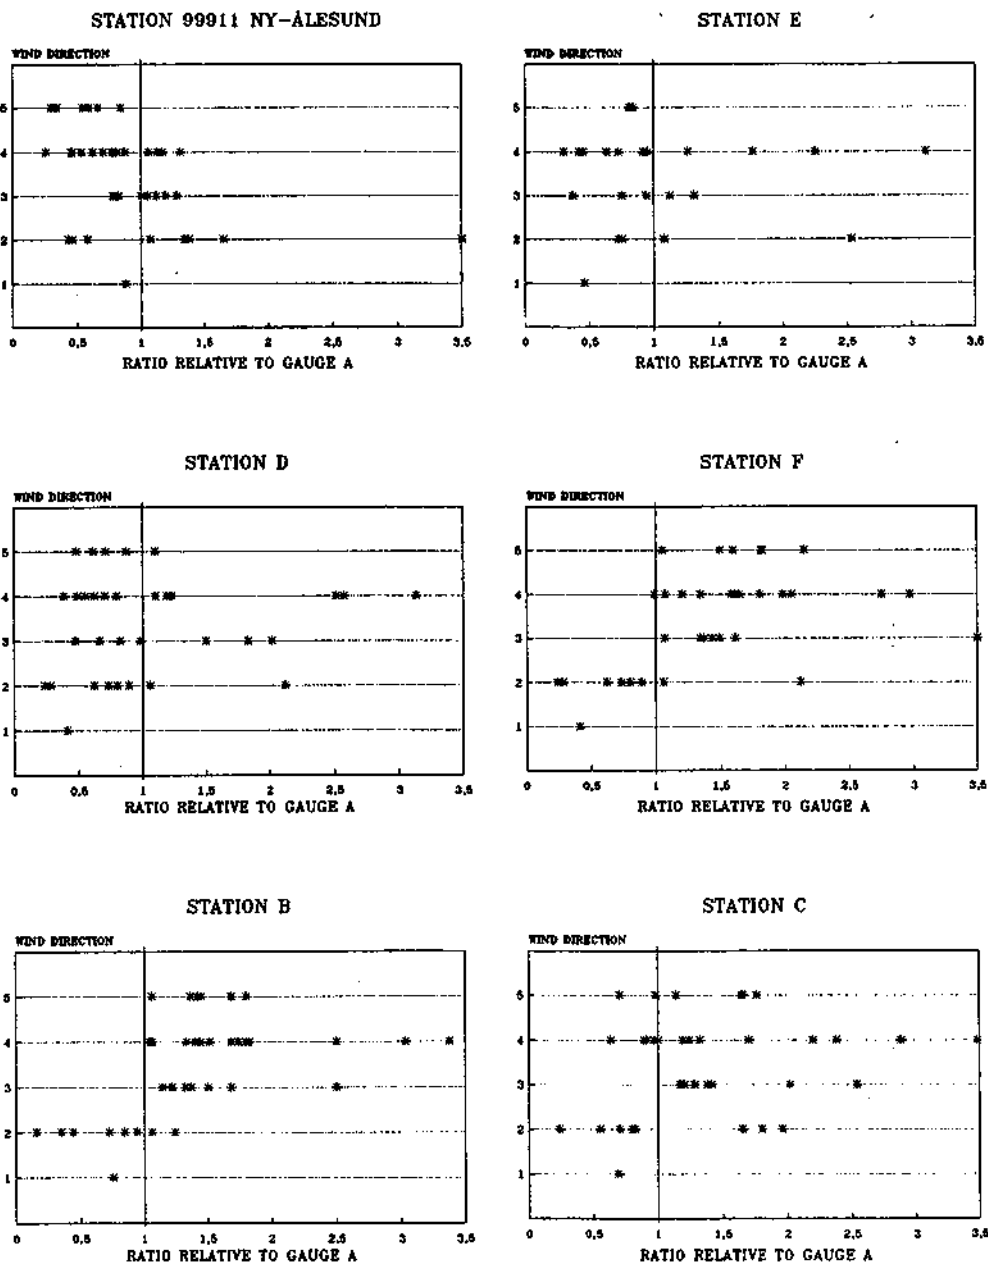 STATION 99911 NY-ÅLESUND
WIND DIRECTION
5
4
3
2
1
0 0,5 1 1,5 2 2,5 3 3,5
RATIO RELATIVE TO GAUGE A
STATION E
WIND DIRECTION
5
4
3
2
1
0 0,5 1 1,5 2 2,5 3 3,5
RATIO RELATIVE TO GAUGE A
STATION D
WIND DIRECTION
5
4
3
2
1
0 0,5 1 1,5 2 2,5 3 3,5
RATIO RELATIVE TO GAUGE A
STATION F
WIND DIRECTION
5
4
3
2
1
0 0,5 1 1,5 2 2,5 3 3,5
RATIO RELATIVE TO GAUGE A
STATION B
WIND DIRECTION
5
4
3
2
1
0 0,5 1 1,5 2 2,5 3 3,5
RATIO RELATIVE TO GAUGE A
STATION C
WIND DIRECTION
5
4
3
2
1
0 0,5 1 1,5 2 2,5 3 3,5
RATIO RELATIVE TO GAUGE A